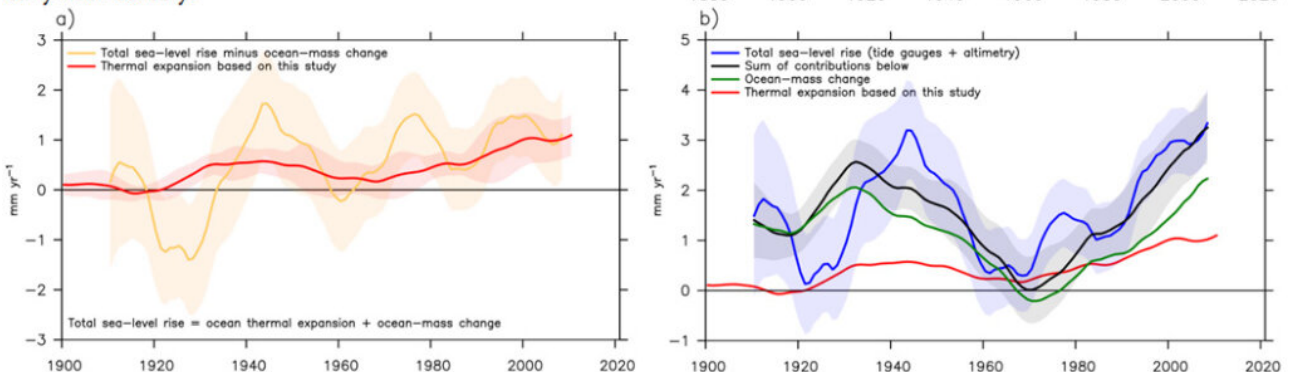 a)
3
2
1
0
−1
−2
−3
mm yr⁻¹
Total sea−level rise minus ocean−mass change
Thermal expansion based on this study
Total sea−level rise = ocean thermal expansion + ocean−mass change
1900 1920 1940 1960 1980 2000 2020
b)
5
4
3
2
1
0
−1
mm yr⁻¹
Total sea−level rise (tide gauges + altimetry)
Sum of contributions below
Ocean−mass change
Thermal expansion based on this study
1900 1920 1940 1960 1980 2000 2020